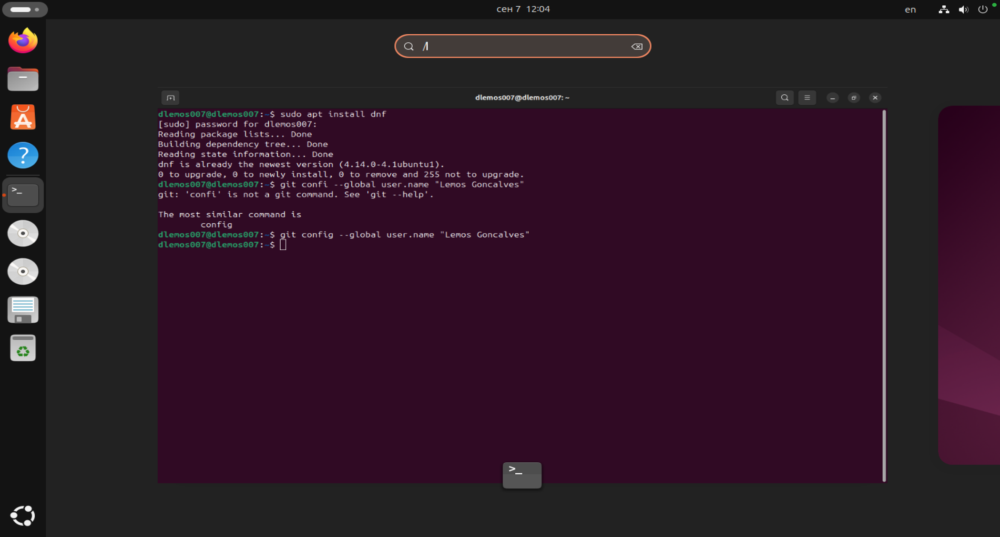 сен 7 12:04
en
/
dlemos007@dlemos007: ~
dlemos007@dlemos007:~$ sudo apt install dnf
[sudo] password for dlemos007:
Reading package lists... Done
Building dependency tree... Done
Reading state information... Done
dnf is already the newest version (4.14.0-4.1ubuntu1).
0 to upgrade, 0 to newly install, 0 to remove and 255 not to upgrade.
dlemos007@dlemos007:~$ git confi --global user.name "Lemos Goncalves"
git: 'confi' is not a git command. See 'git --help'.
The most similar command is
config
dlemos007@dlemos007:~$ git config --global user.name "Lemos Goncalves"
dlemos007@dlemos007:~$